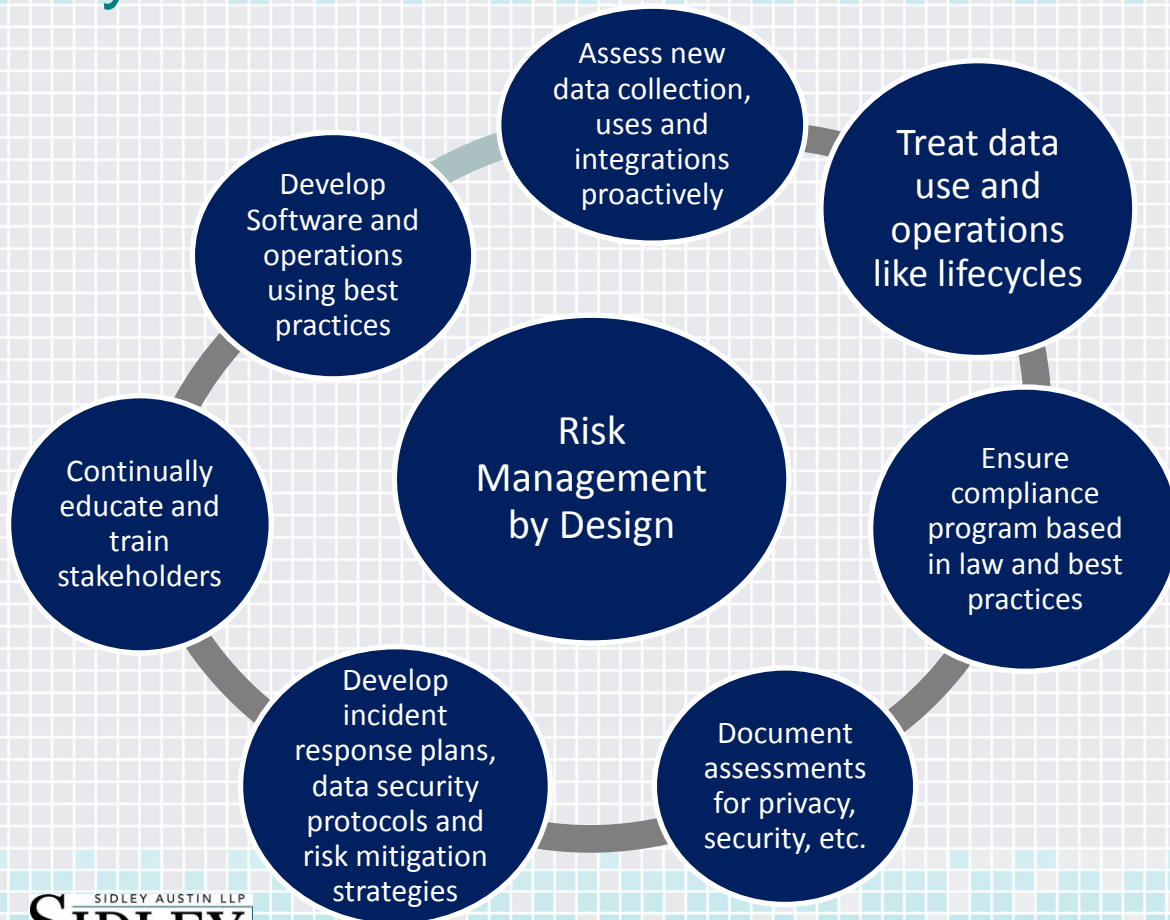 Assess new
data collection,
uses and
integrations
proactively
Treat data
use and
operations
like lifecycles
Ensure
compliance
program based
in law and best
practices
Document
assessments
for privacy,
security, etc.
Develop
incident
response plans,
data security
protocols and
risk mitigation
strategies
Continually
educate and
train
stakeholders
Develop
Software and
operations
using best
practices
Risk
Management
by Design
SIDLEY AUSTIN LLP
SIDLEY